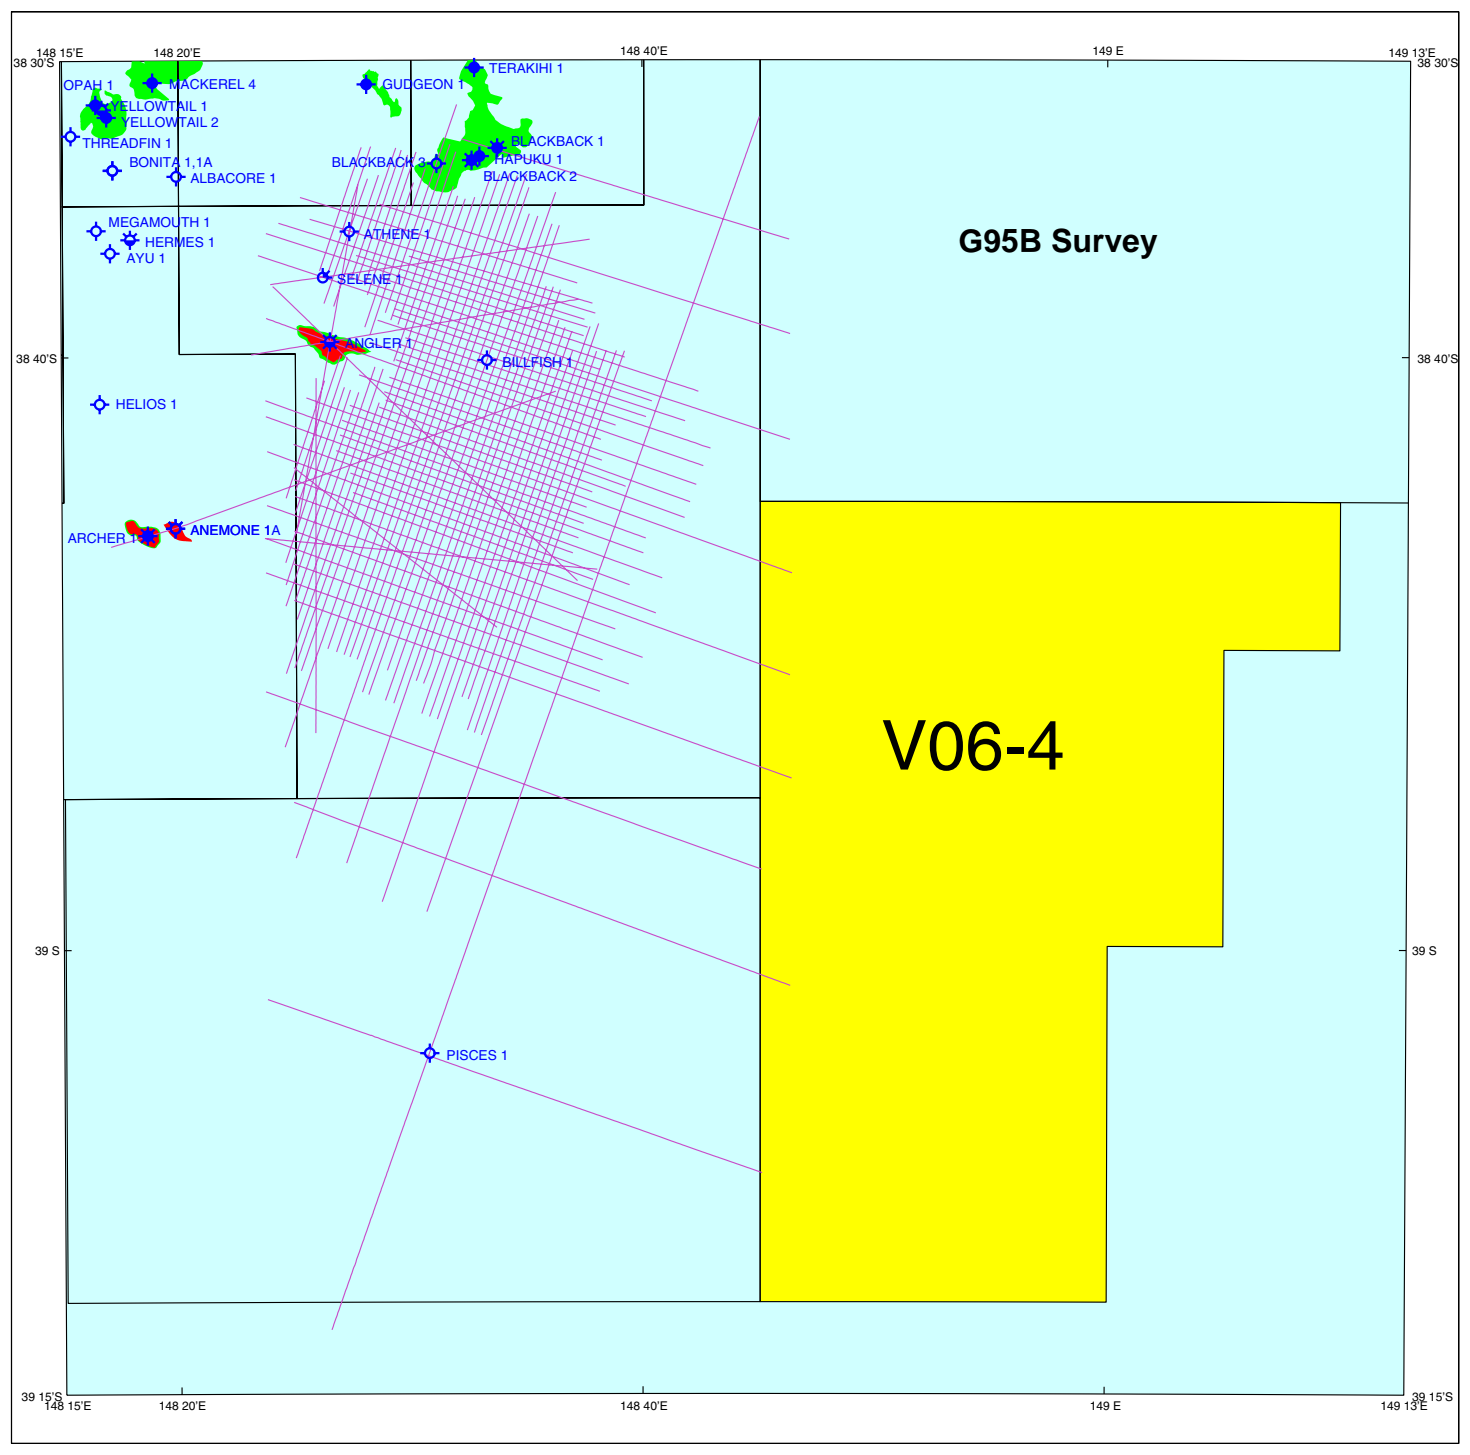 148 15'E
148 20'E
148 40'E
149 E
149 13'E
38 30'S
38 30'S
TERAKIHI 1
OPAH 1
MACKEREL 4
GUDGEON 1
YELLOWTAIL 1
YELLOWTAIL 2
THREADFIN 1
BLACKBACK 1
BONITA 1,1A
BLACKBACK 3
HAPUKU 1
ALBACORE 1
BLACKBACK 2
MEGAMOUTH 1
HERMES 1
ATHENE 1
G95B Survey
AYU 1
SELENE 1
ANGLER 1
38 40'S
BILLFISH 1
38 40'S
HELIOS 1
ARCHER 1
ANEMONE 1A
V06-4
39 S
39 S
PISCES 1
39 15'S
39 15'S
148 15'E
148 20'E
148 40'E
149 E
149 13'E